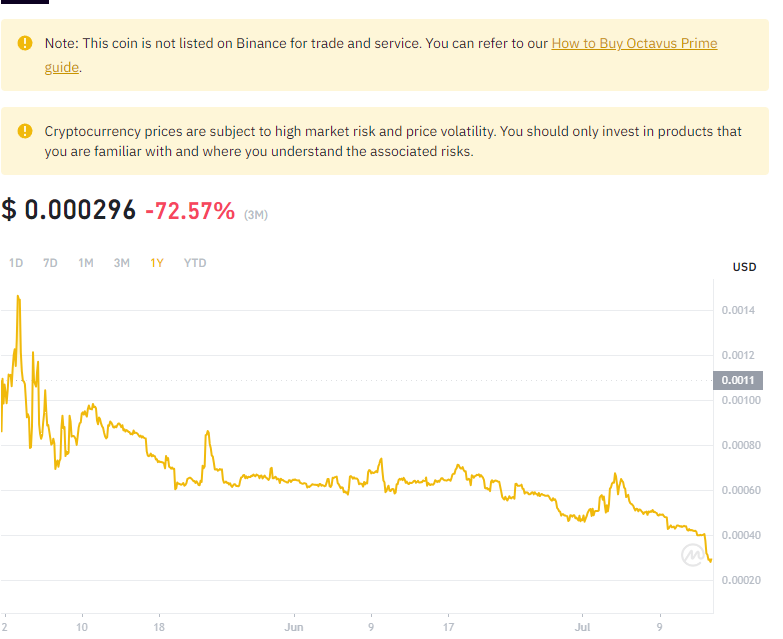 Note: This coin is not listed on Binance for trade and service. You can refer to our How to Buy Octavus Prime
guide.
Cryptocurrency prices are subject to high market risk and price volatility. You should only invest in products that
you are familiar with and where you understand the associated risks.
$ 0.000296 -72.57% (3M)
1D 7D 1M 3M 1Y YTD
USD
0.0014
0.0012
0.0011
0.00100
0.00080
0.00060
0.00040
0.00020
2 10 18 Jun 9 17 Jul 9